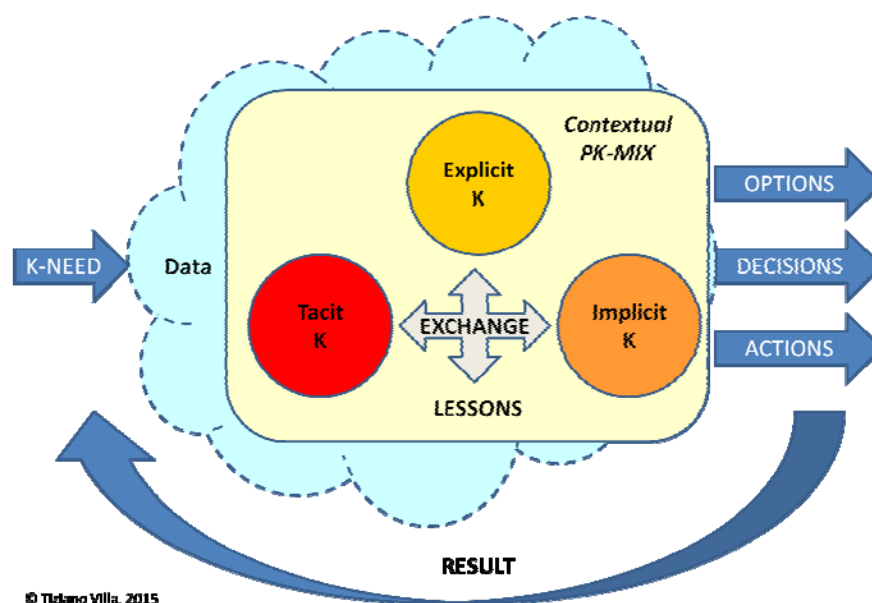 Contextual
PK-MIX
Explicit
K
OPTIONS
K-NEED
Data
DECISIONS
Tacit
K
EXCHANGE
Implicit
K
ACTIONS
LESSONS
RESULT
© Tiziano Villa, 2015